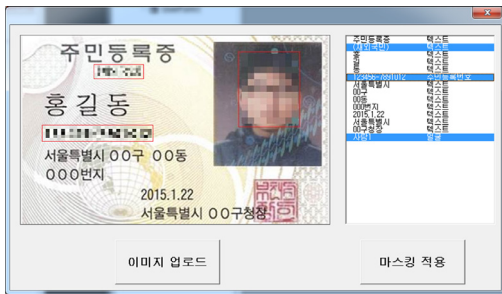 주민등록증
홍길동
서울특별시 00구 00동
000번지
2015.1.22
서울특별시 00구청장
주민등록증 텍스트
(재외국민) 텍스트
홍 텍스트
길 텍스트
동 텍스트
123456-7891012 주민등록번호
서울특별시 텍스트
00구 텍스트
00동 텍스트
000번지 텍스트
2015.1.22 텍스트
서울특별시 텍스트
00구청장 텍스트
사람1 얼굴
이미지 업로드
마스킹 적용